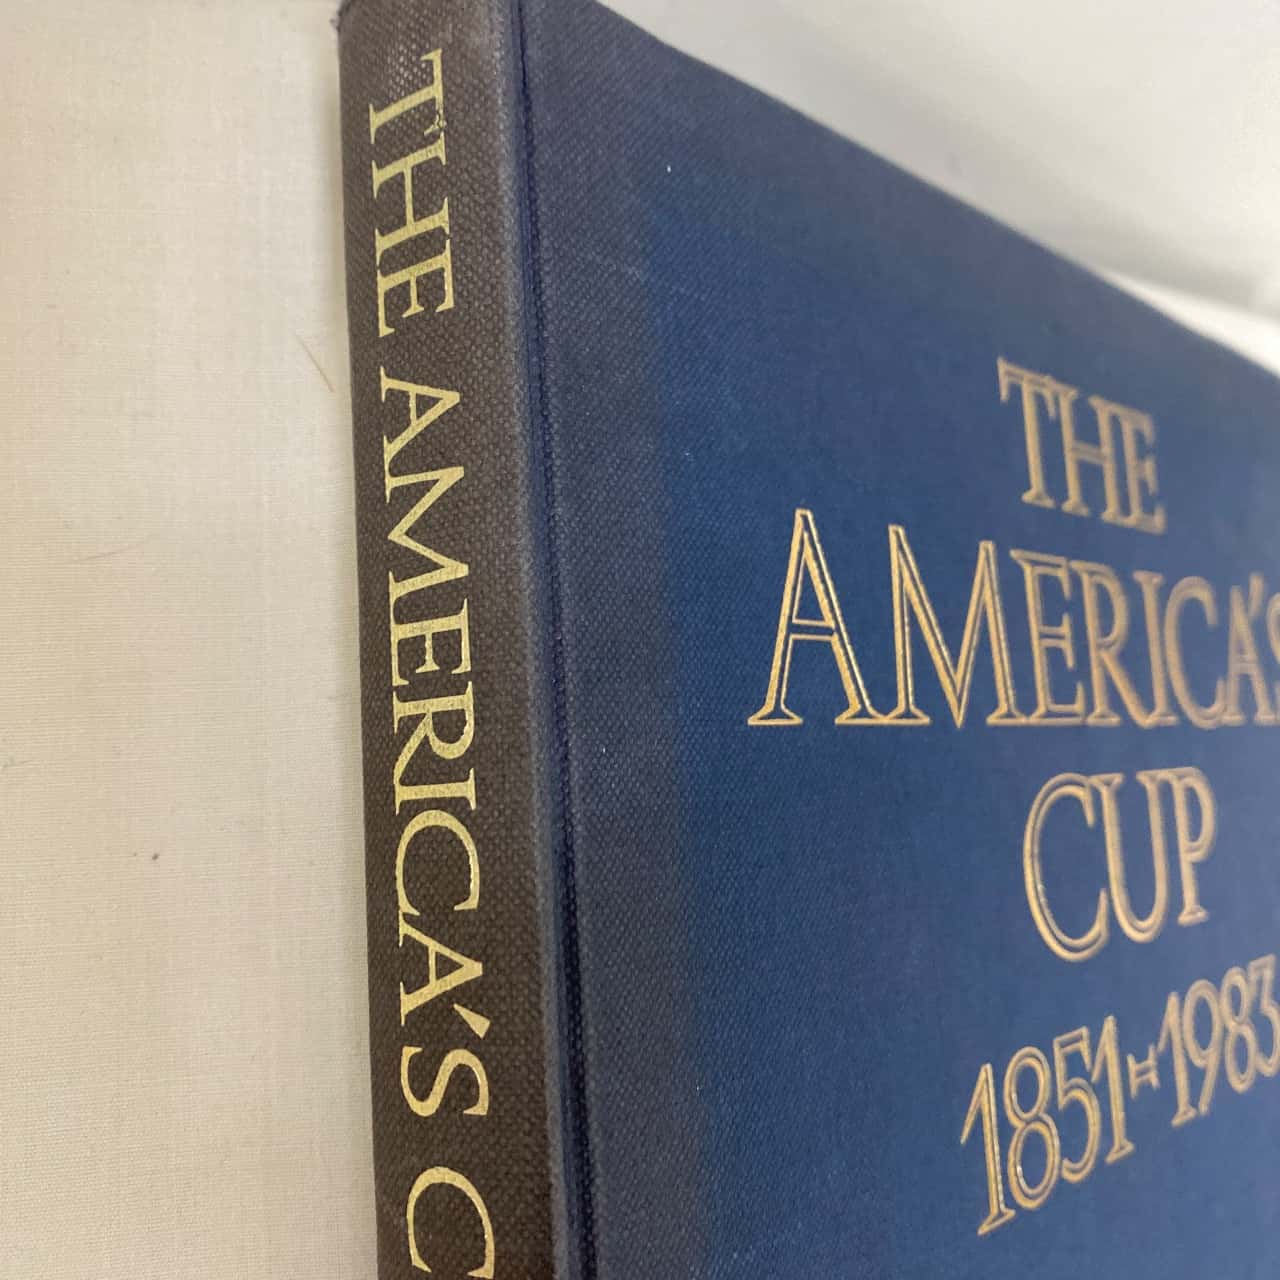 THE AMERICA'S C
THE
AMERICA'S
CUP
1851-1983